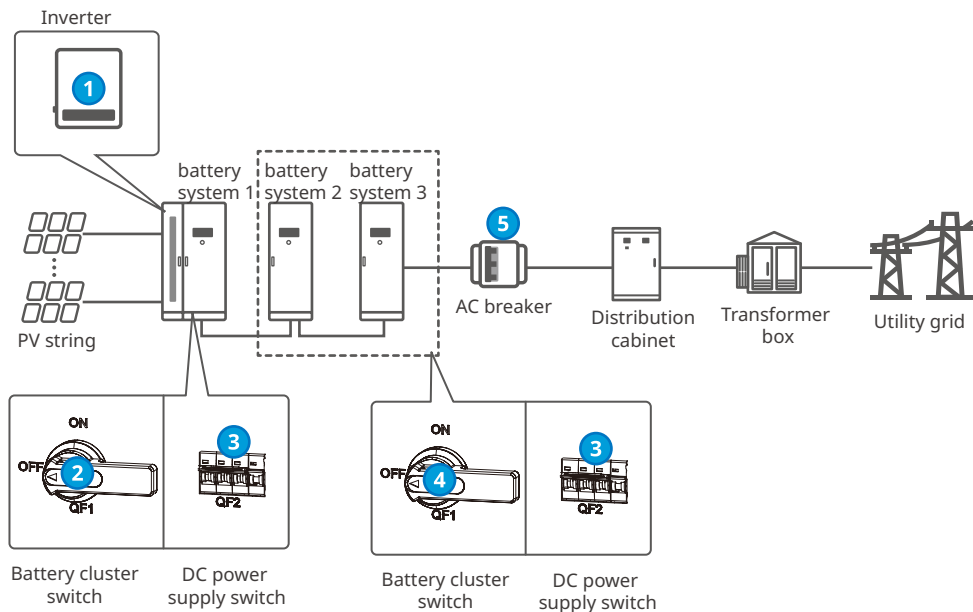 Inverter
1
battery
system 1
battery
system 2
battery
system 3
5
PV string
AC breaker
Distribution
cabinet
Transformer
box
Utility grid
ON
OFF
2
QF1
3
QF2
ON
OFF
4
QF1
3
QF2
Battery cluster
switch
DC power
supply switch
Battery cluster
switch
DC power
supply switch